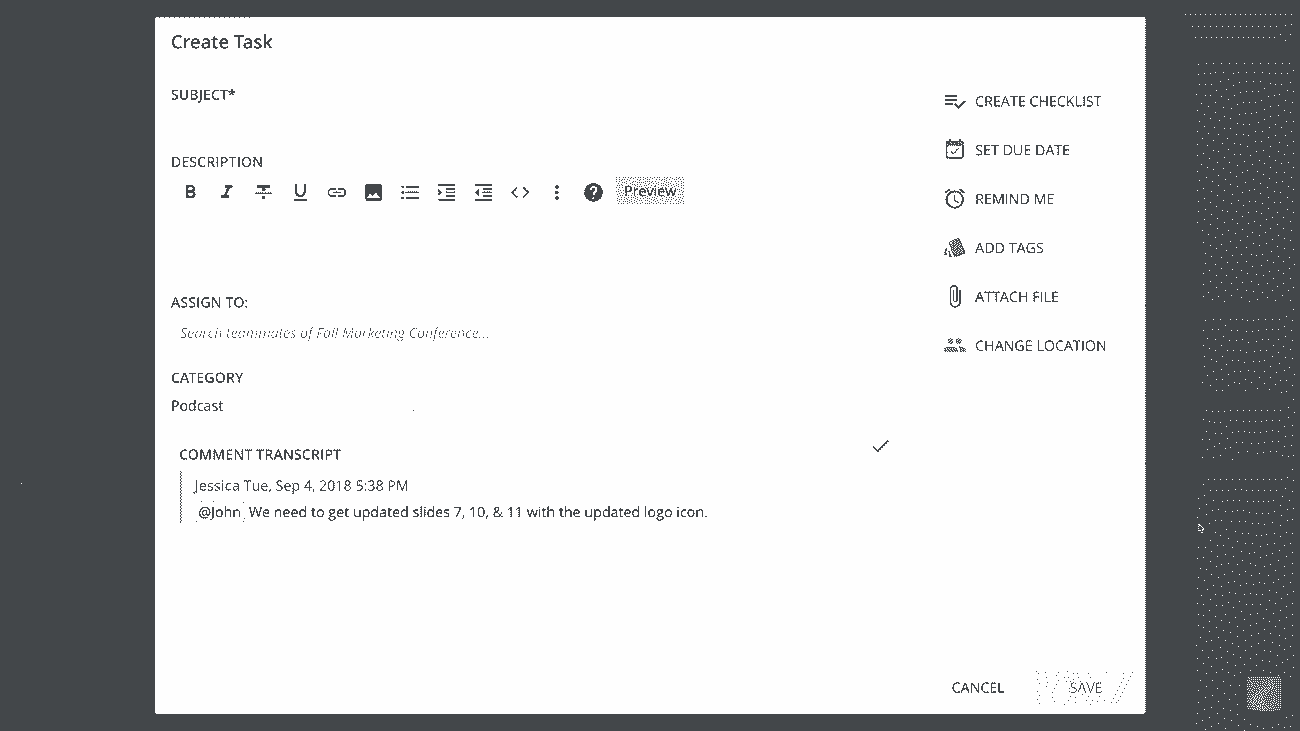 Create Task
SUBJECT*
DESCRIPTION
B I T U <> ? Preview
ASSIGN TO:
Search teammates of Fall Marketing Conference...
CATEGORY
Podcast
COMMENT TRANSCRIPT
Jessica Tue, Sep 4, 2018 5:38 PM
@John We need to get updated slides 7, 10, & 11 with the updated logo icon.
CREATE CHECKLIST
SET DUE DATE
REMIND ME
ADD TAGS
ATTACH FILE
CHANGE LOCATION
CANCEL SAVE